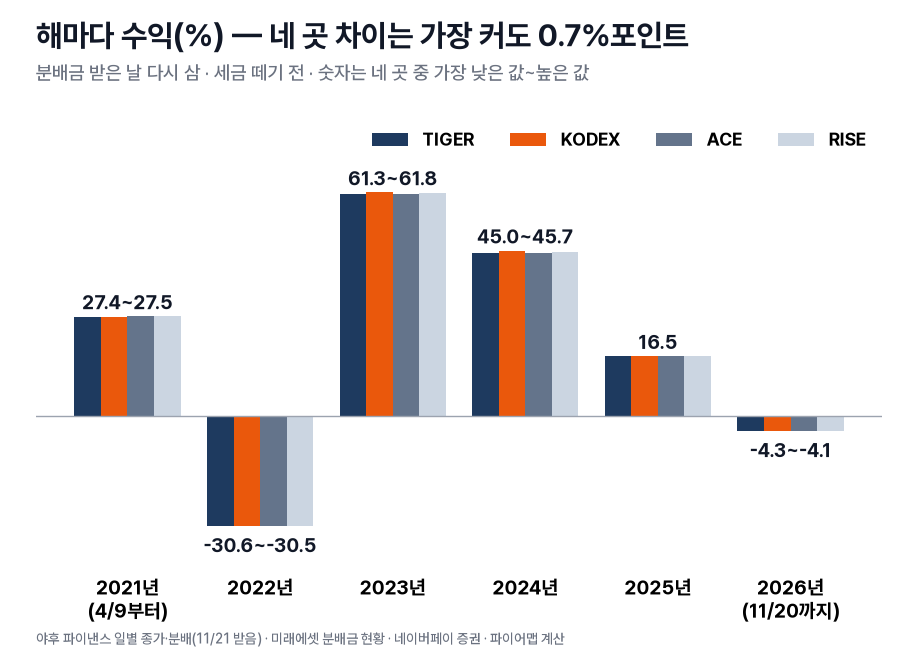 해마다 수익(%) — 네 곳 차이는 가장 커도 0.7%포인트
분배금 받은 날 다시 삼 · 세금 떼기 전 · 숫자는 네 곳 중 가장 낮은 값~높은 값
TIGER KODEX ACE RISE
61.3~61.8
45.0~45.7
27.4~27.5
16.5
-4.3~-4.1
-30.6~-30.5
2021년 2022년 2023년 2024년 2025년 2026년
(4/9부터) (11/20까지)
야후 파이낸스 일별 종가·분배(11/21 받음) · 미래에셋 분배금 현황 · 네이버페이 증권 · 파이어맵 계산